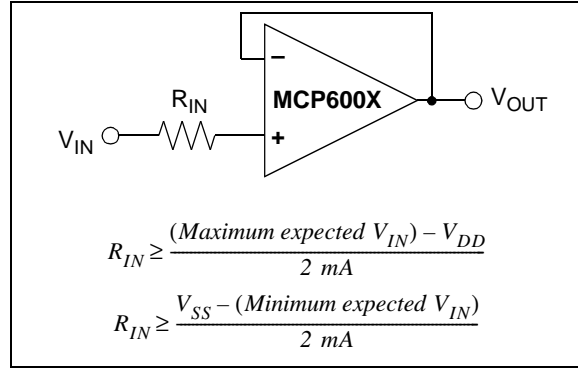 −
MCP600X
R_IN
V_IN
+
V_OUT
R_IN ≥ (Maximum expected V_IN) – V_DD / 2 mA
R_IN ≥ V_SS – (Minimum expected V_IN) / 2 mA